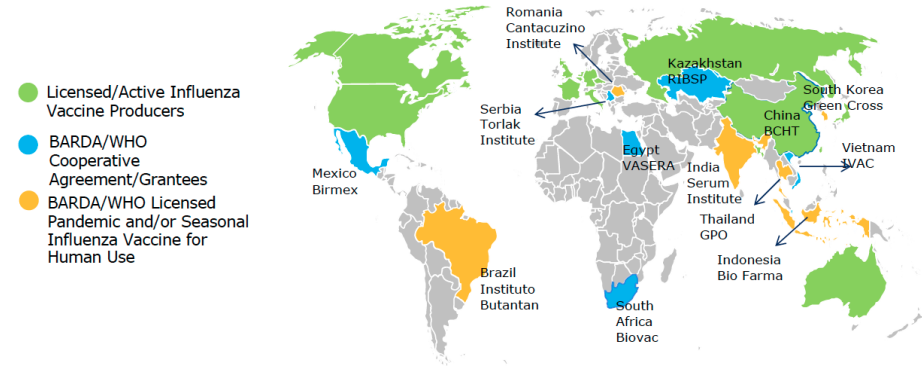 Licensed/Active Influenza
Vaccine Producers
BARDA/WHO
Cooperative
Agreement/Grantees
BARDA/WHO Licensed
Pandemic and/or Seasonal
Influenza Vaccine for
Human Use
Romania
Cantacuzino
Institute
Serbia
Torlak
Institute
Kazakhstan
RIBSP
South Korea
Green Cross
China
BCHT
Vietnam
IVAC
Egypt
VASERA
India
Serum
Institute
Mexico
Birmex
Thailand
GPO
Indonesia
Bio Farma
Brazil
Instituto
Butantan
South
Africa
Biovac